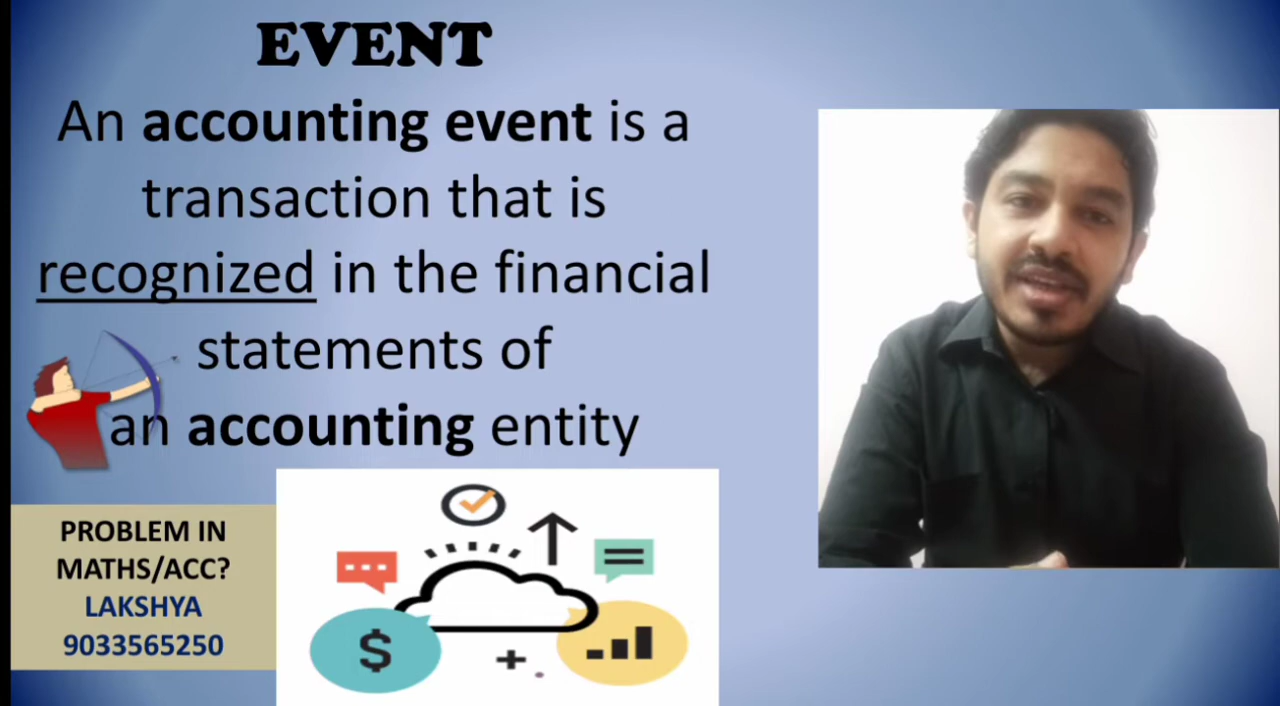 EVENT
An accounting event is a
transaction that is
recognized in the financial
statements of
an accounting entity
PROBLEM IN
MATHS/ACC?
LAKSHYA
9033565250
$